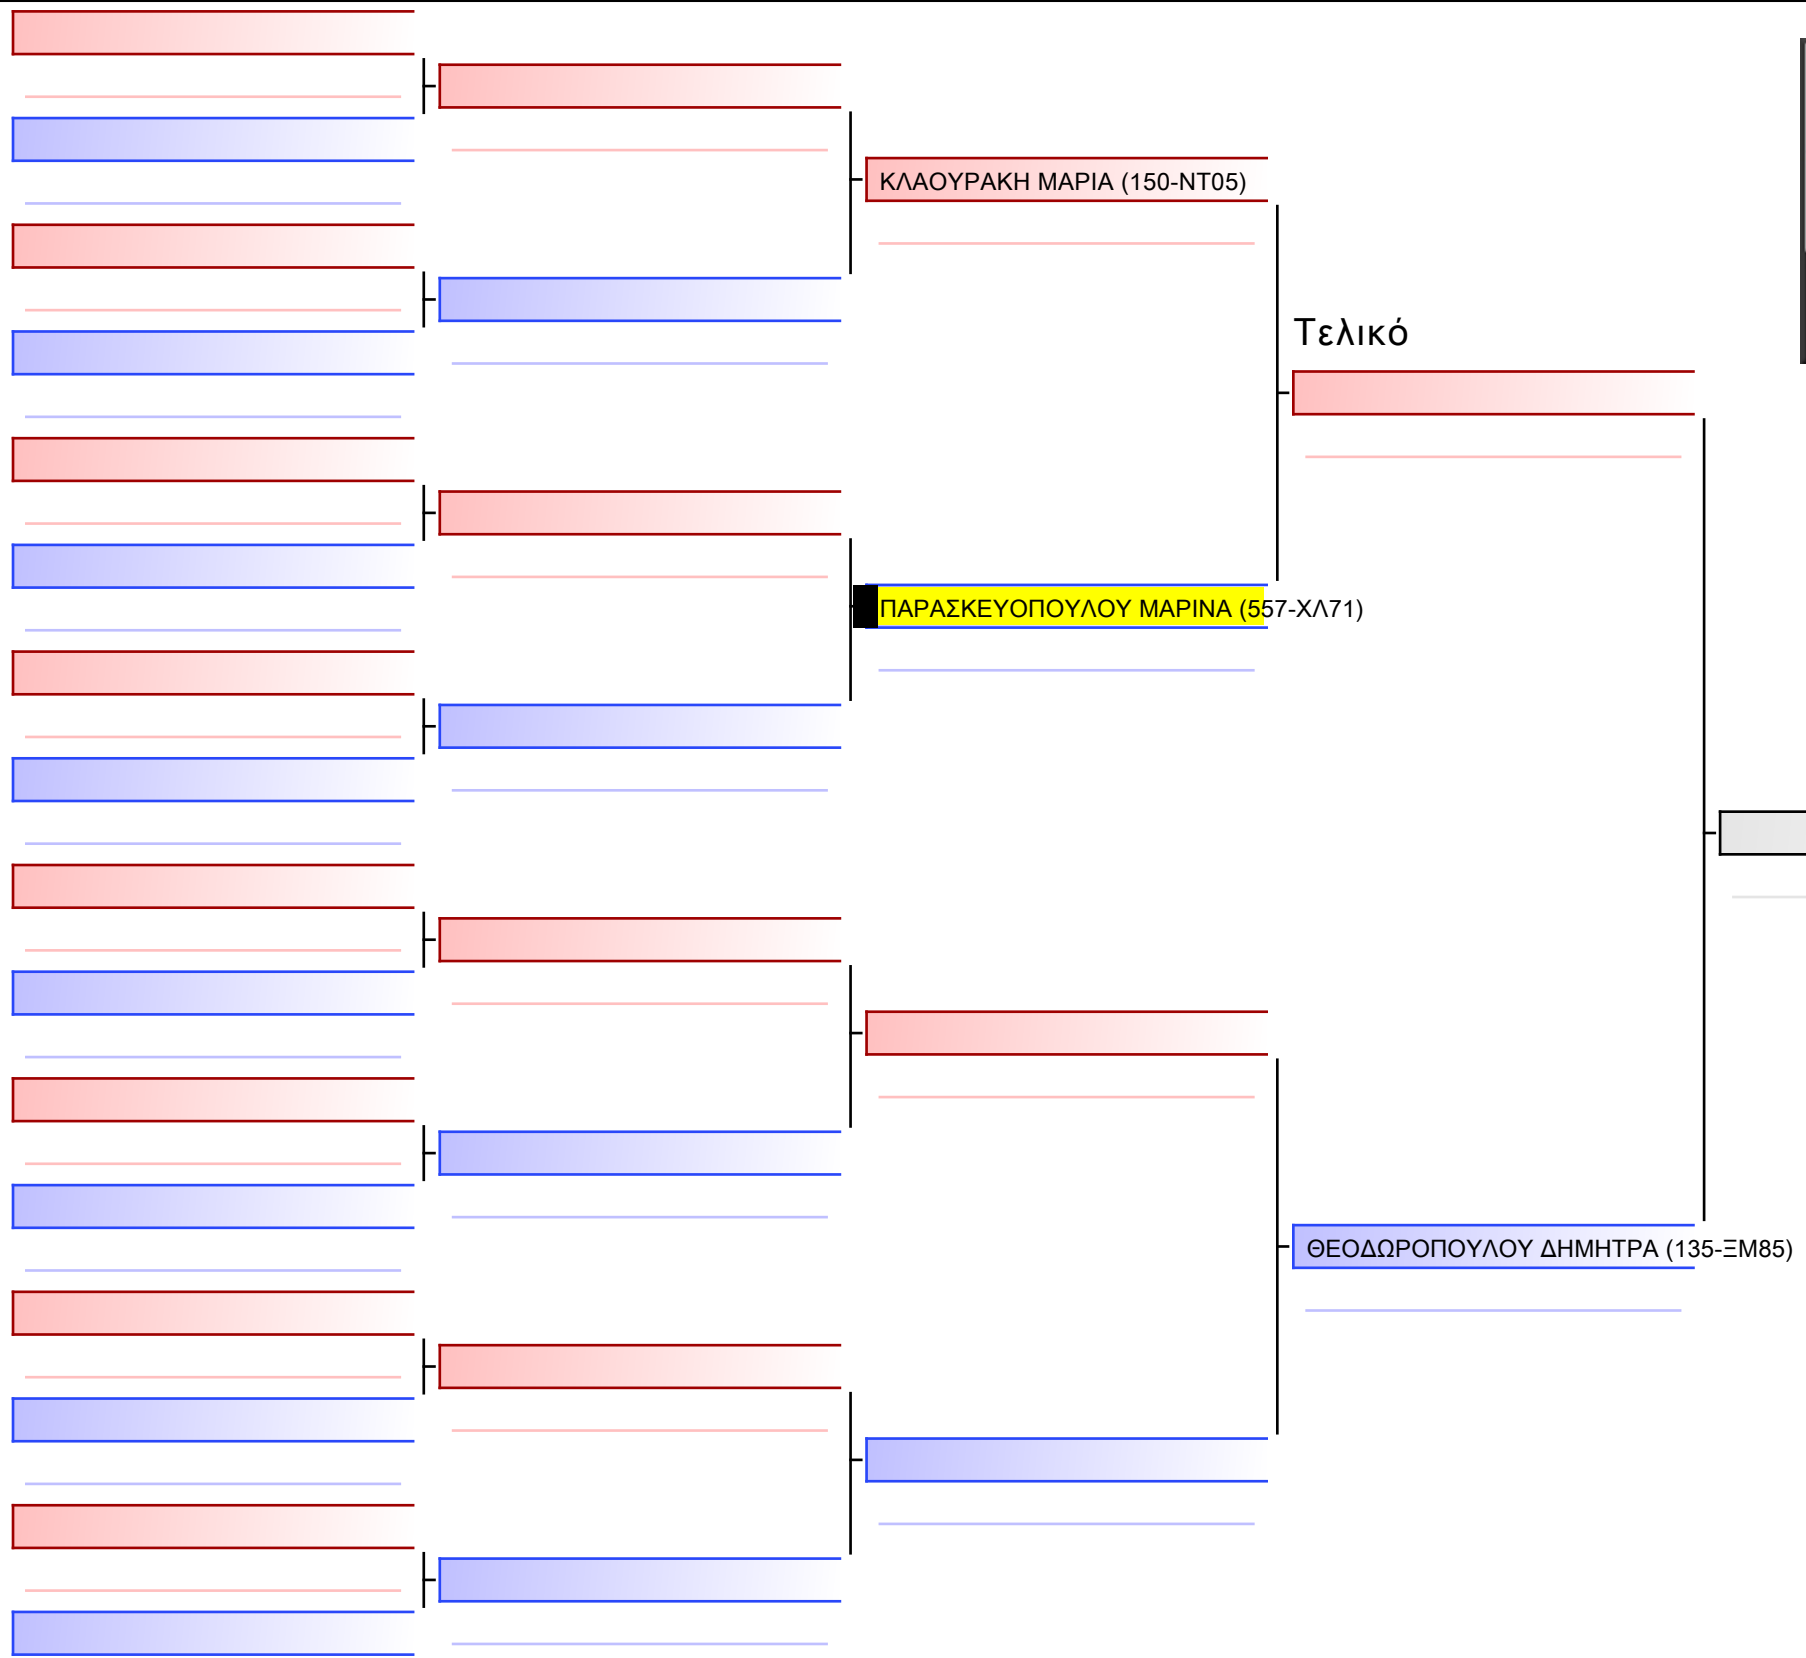 ΚΛΑΟΥΡΑΚΗ ΜΑΡΙΑ (150-ΝΤ05)
Τελικό
ΠΑΡΑΣΚΕΥΟΠΟΥΛΟΥ ΜΑΡΙΝΑ (557-ΧΛ71)
ΘΕΟΔΩΡΟΠΟΥΛΟΥ ΔΗΜΗΤΡΑ (135-ΞΜ85)